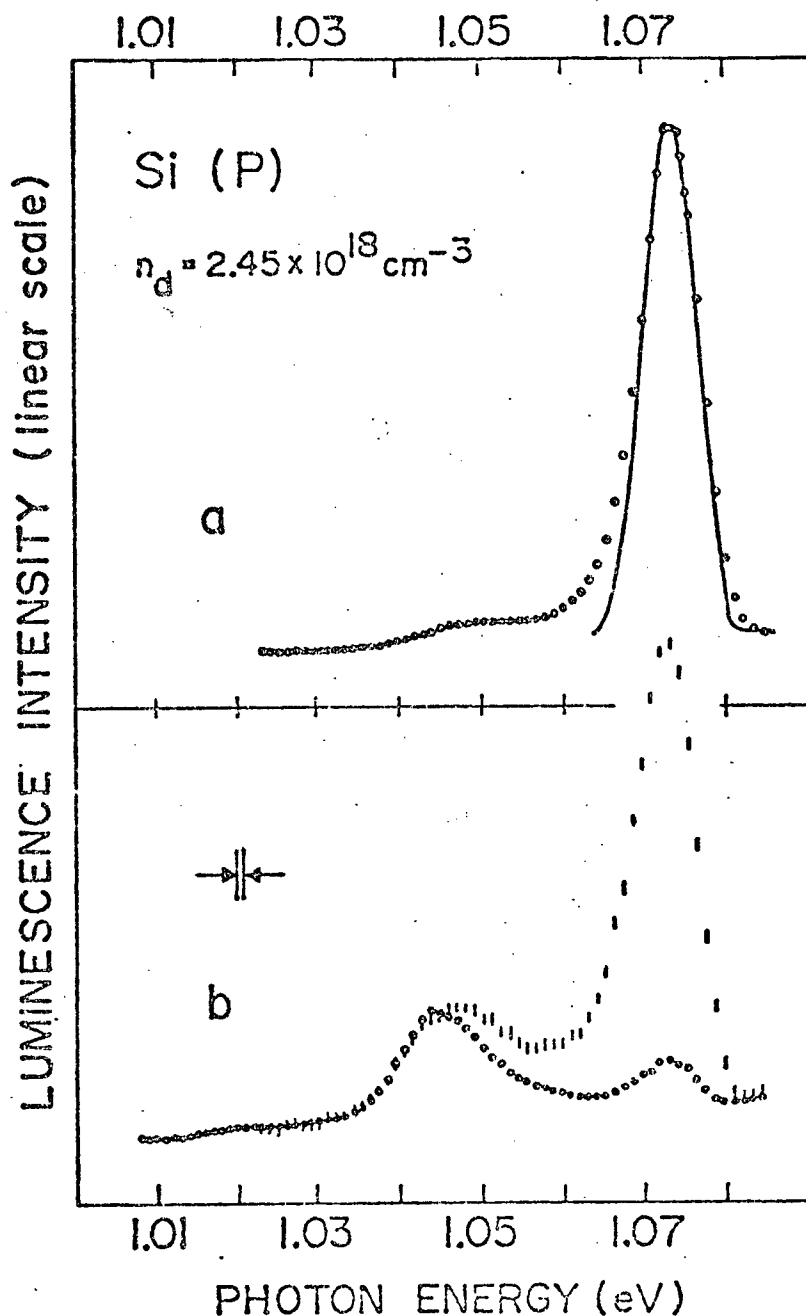 1.01 1.03 1.05 1.07
Si (P)
n_d = 2.45 x 10^18 cm^-3
a
b
LUMINESCENCE INTENSITY (linear scale)
1.01 1.03 1.05 1.07
PHOTON ENERGY (eV)